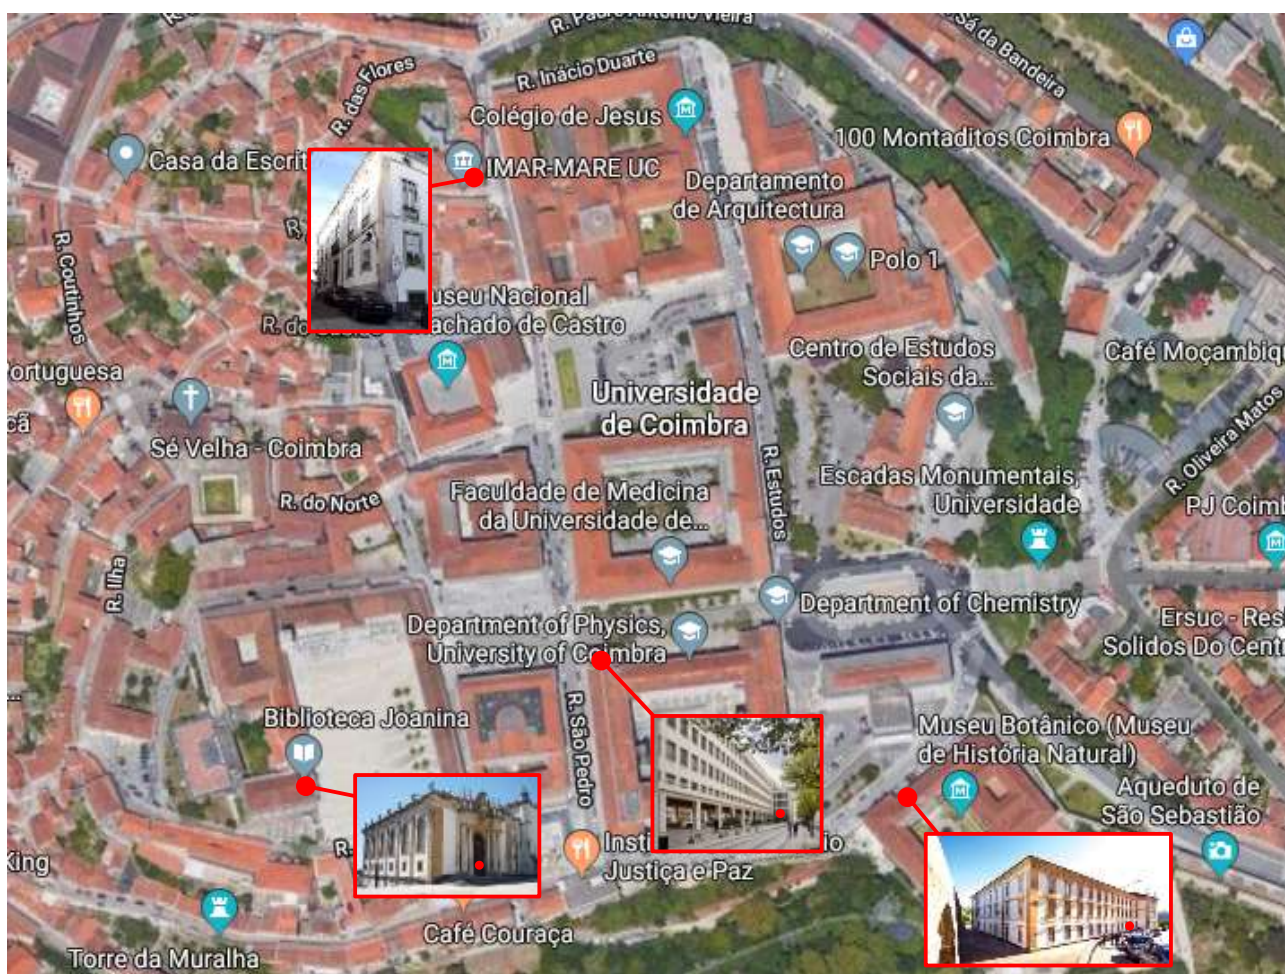 R. Padre António Vieira
Sá da Bandeira
R. Inácio Duarte
R. das Flores
Colégio de Jesus
100 Montaditos Coimbra
Casa da Escrit
IMAR-MARE UC
Departamento
de Arquitectura
Polo 1
R. Coutinhos
useu Nacional
achado de Castro
R. do
Centro de Estudos
Sociais da...
Café Moçambiqu
ortuguesa
Universidade
de Coimbra
Sé Velha - Coimbra
R. Oliveira Matos
R. Estudos
Escadas Monumentais,
Universidade
R. do Norte
Faculdade de Medicina
da Universidade de...
PJ Coimb
R. Ilha
Department of Chemistry
Department of Physics,
University of Coimbra
Ersuc - Res
Solidos Do Cent
Biblioteca Joanina
R. São Pedro
Museu Botânico (Museu
de História Natural)
Aqueduto de
São Sebastião
King
R.
Inst
io
Justiça e Paz
Café Couraça
Torre da Muralha